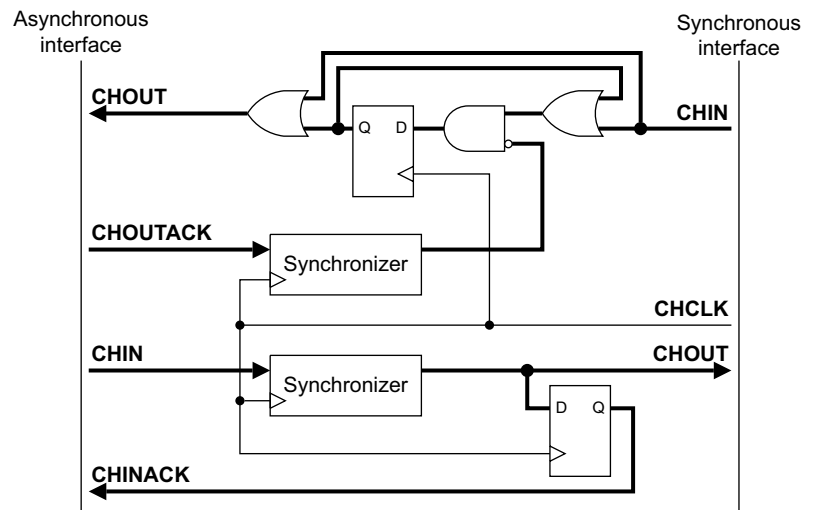 Asynchronous
interface
Synchronous
interface
CHOUT
CHIN
Q D
CHOUTACK
Synchronizer
CHCLK
CHIN
CHOUT
Synchronizer
D Q
CHINACK